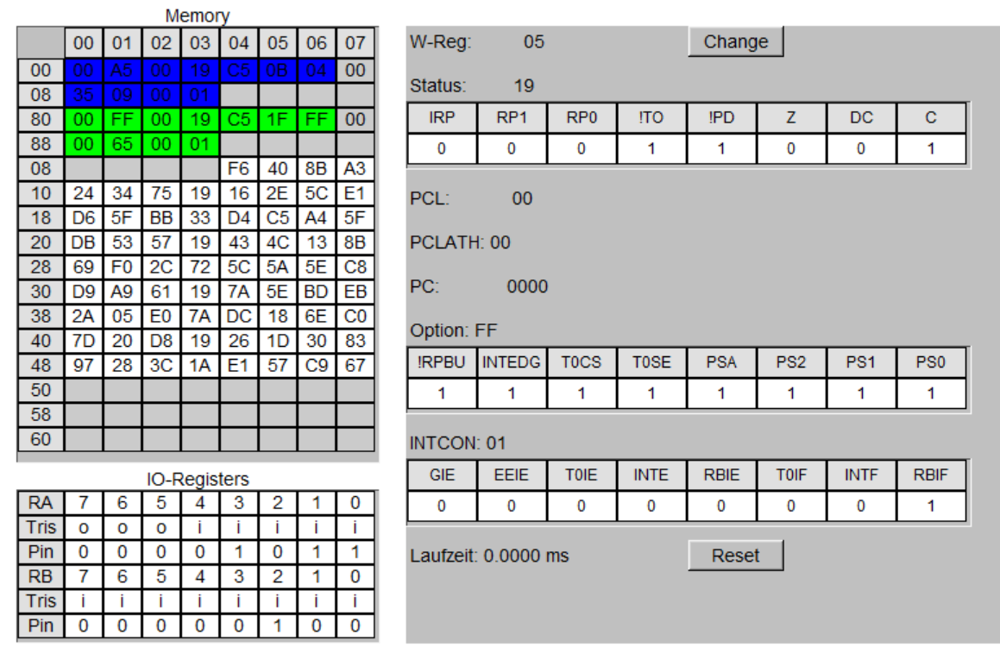 Memory
00 01 02 03 04 05 06 07
00 00 A5 00 19 C5 0B 04 00
08 35 09 00 01
80 00 FF 00 19 C5 1F FF 00
88 00 65 00 01
08 F6 40 8B A3
10 24 34 75 19 16 2E 5C E1
18 D6 5F BB 33 D4 C5 A4 5F
20 DB 53 57 19 43 4C 13 8B
28 69 F0 2C 72 5C 5A 5E C8
30 D9 A9 61 19 7A 5E BD EB
38 2A 05 E0 7A DC 18 6E C0
40 7D 20 D8 19 26 1D 30 83
48 97 28 3C 1A E1 57 C9 67
50
58
60
IO-Registers
RA 7 6 5 4 3 2 1 0
Tris o o o i i i i i
Pin 0 0 0 0 1 0 1 1
RB 7 6 5 4 3 2 1 0
Tris i i i i i i i i
Pin 0 0 0 0 0 1 0 0
W-Reg: 05 Change
Status: 19
IRP RP1 RP0 !TO !PD Z DC C
0 0 0 1 1 0 0 1
PCL: 00
PCLATH: 00
PC: 0000
Option: FF
!RPBU INTEDG T0CS T0SE PSA PS2 PS1 PS0
1 1 1 1 1 1 1 1
INTCON: 01
GIE EEIE T0IE INTE RBIE T0IF INTF RBIF
0 0 0 0 0 0 0 1
Laufzeit: 0.0000 ms Reset